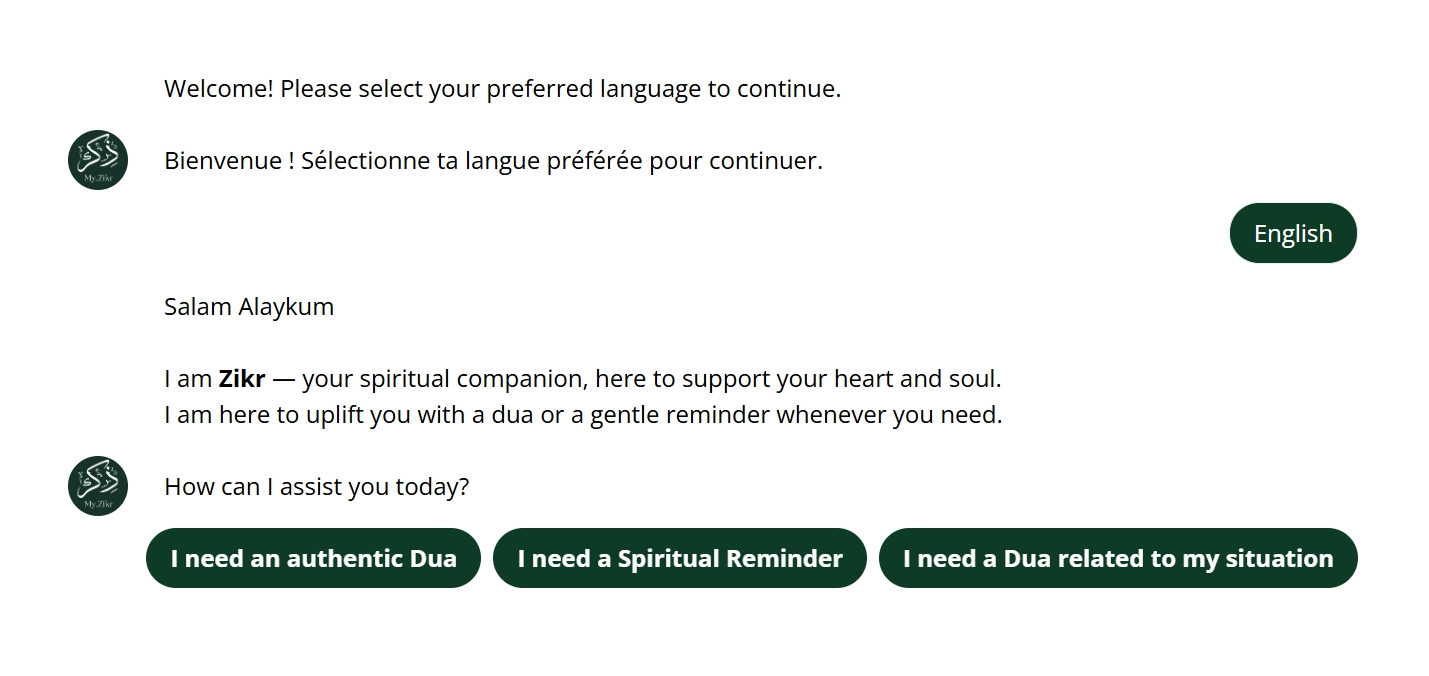 Welcome! Please select your preferred language to continue.
Bienvenue ! Sélectionne ta langue préférée pour continuer.
My.Zikr
English
Salam Alaykum
I am Zikr — your spiritual companion, here to support your heart and soul.
I am here to uplift you with a dua or a gentle reminder whenever you need.
How can I assist you today?
My.Zikr
I need an authentic Dua
I need a Spiritual Reminder
I need a Dua related to my situation